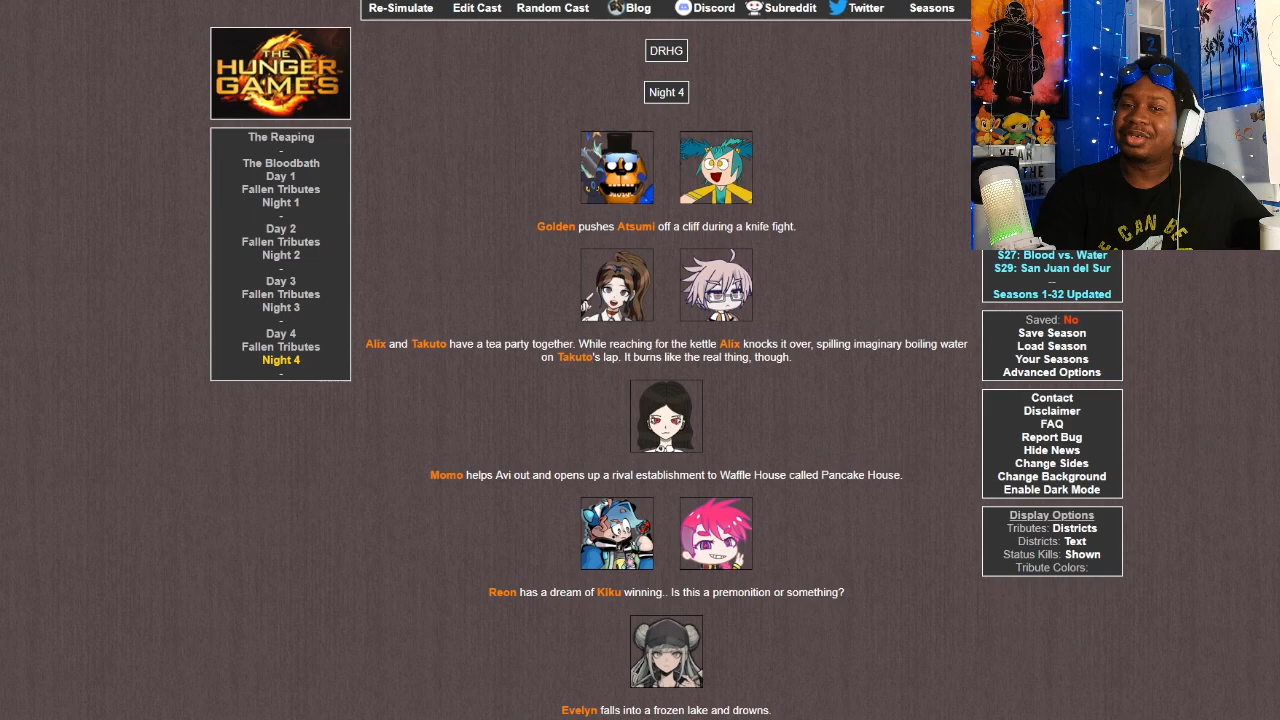 Re-Simulate Edit Cast Random Cast Blog Discord Subreddit Twitter Seasons
THE
HUNGER
GAMES
The Reaping
-
The Bloodbath
Day 1
Fallen Tributes
Night 1
-
Day 2
Fallen Tributes
Night 2
-
Day 3
Fallen Tributes
Night 3
-
Day 4
Fallen Tributes
Night 4
-
DRHG
Night 4
Golden pushes Atsumi off a cliff during a knife fight.
Alix and Takuto have a tea party together. While reaching for the kettle Alix knocks it over, spilling imaginary boiling water
on Takuto's lap. It burns like the real thing, though.
Momo helps Avi out and opens up a rival establishment to Waffle House called Pancake House.
Reon has a dream of Kiku winning.. Is this a premonition or something?
Evelyn falls into a frozen lake and drowns.
YEAR
THE
CAN BE
S27: Blood vs. Water
S29: San Juan del Sur
--
Seasons 1-32 Updated
Saved: No
Save Season
Load Season
Your Seasons
Advanced Options
Contact
Disclaimer
FAQ
Report Bug
Hide News
Change Sides
Change Background
Enable Dark Mode
Display Options
Tributes: Districts
Districts: Text
Status Kills: Shown
Tribute Colors: